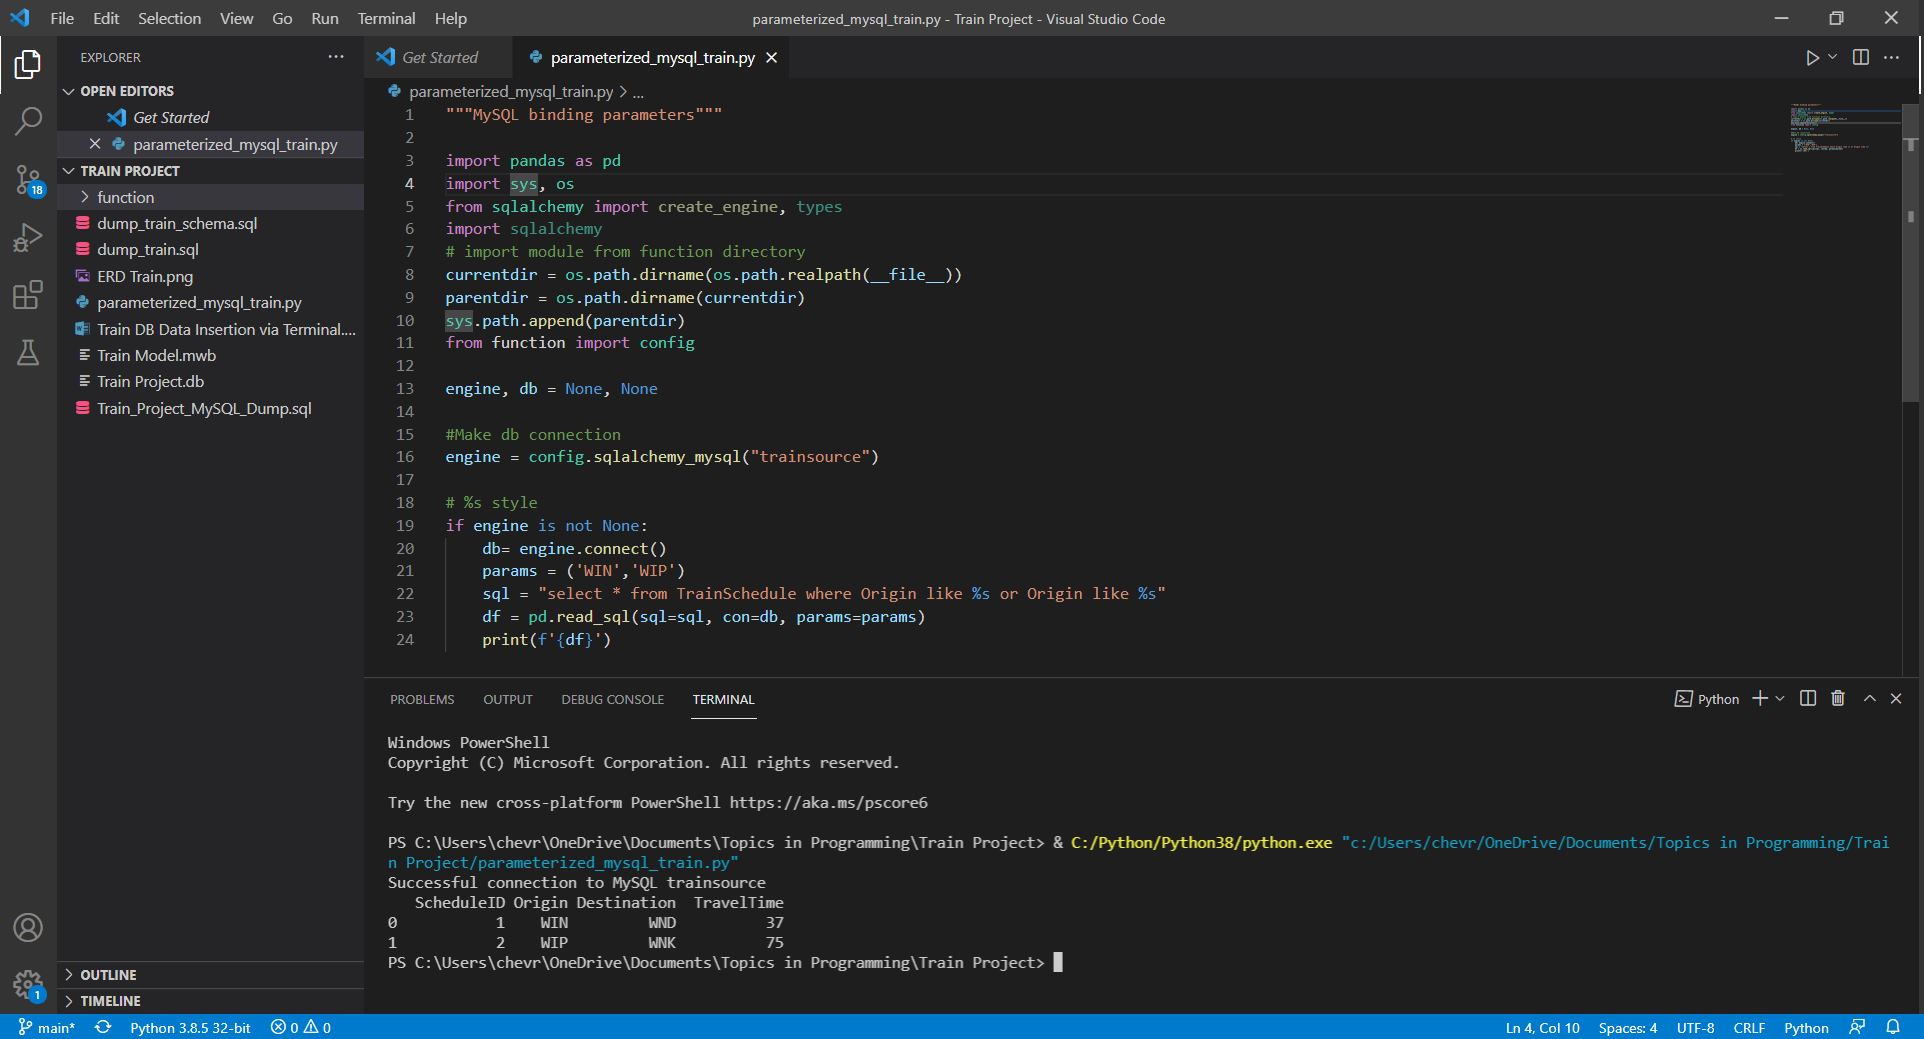 File Edit Selection View Go Run Terminal Help
parameterized_mysql_train.py - Train Project - Visual Studio Code
EXPLORER
OPEN EDITORS
Get Started
parameterized_mysql_train.py
TRAIN PROJECT
function
dump_train_schema.sql
dump_train.sql
ERD Train.png
parameterized_mysql_train.py
Train DB Data Insertion via Terminal....
Train Model.mwb
Train Project.db
Train_Project_MySQL_Dump.sql
OUTLINE
TIMELINE
18
1
Get Started
parameterized_mysql_train.py
parameterized_mysql_train.py > ...
1 """MySQL binding parameters"""
2
3 import pandas as pd
4 import sys, os
5 from sqlalchemy import create_engine, types
6 import sqlalchemy
7 # import module from function directory
8 currentdir = os.path.dirname(os.path.realpath(__file__))
9 parentdir = os.path.dirname(currentdir)
10 sys.path.append(parentdir)
11 from function import config
12
13 engine, db = None, None
14
15 #Make db connection
16 engine = config.sqlalchemy_mysql("trainsource")
17
18 # %s style
19 if engine is not None:
20     db= engine.connect()
21     params = ('WIN','WIP')
22     sql = "select * from TrainSchedule where Origin like %s or Origin like %s"
23     df = pd.read_sql(sql=sql, con=db, params=params)
24     print(f'{df}')
PROBLEMS OUTPUT DEBUG CONSOLE TERMINAL
Python
Windows PowerShell
Copyright (C) Microsoft Corporation. All rights reserved.
Try the new cross-platform PowerShell https://aka.ms/pscore6
PS C:\Users\chevr\OneDrive\Documents\Topics in Programming\Train Project> & C:/Python/Python38/python.exe "c:/Users/chevr/OneDrive/Documents/Topics in Programming/Trai
n Project/parameterized_mysql_train.py"
Successful connection to MySQL trainsource
   ScheduleID Origin Destination  TravelTime
0           1    WIN         WND          37
1           2    WIP         WNK          75
PS C:\Users\chevr\OneDrive\Documents\Topics in Programming\Train Project>
main* Python 3.8.5 32-bit 0 0 Ln 4, Col 10 Spaces: 4 UTF-8 CRLF Python